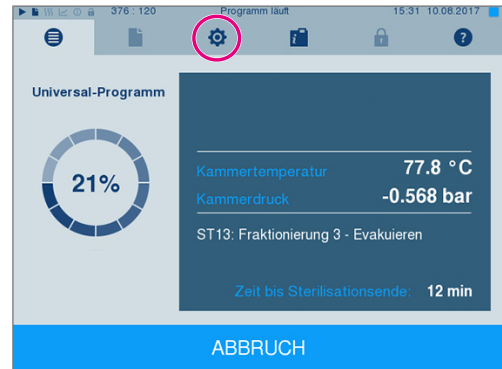 376 : 120 Programm läuft 15:31 10.08.2017
Universal-Programm
21%
Kammertemperatur 77.8 °C
Kammerdruck -0.568 bar
ST13: Fraktionierung 3 - Evakuieren
Zeit bis Sterilisationsende: 12 min
ABBRUCH